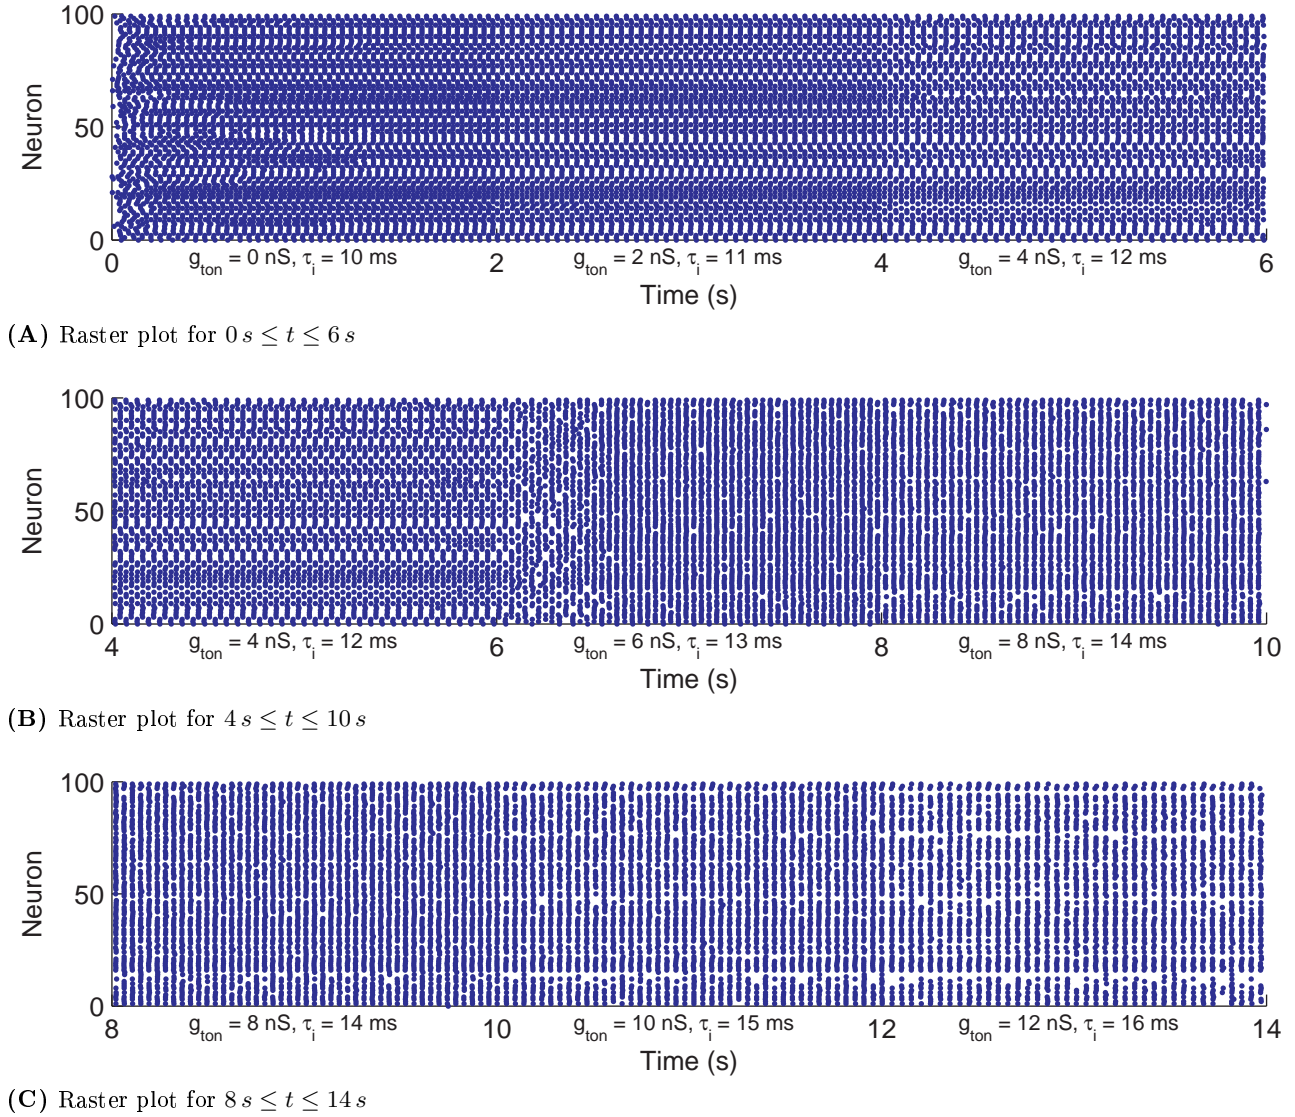 100
50
0
Neuron
0 2 4 6
g_ton = 0 nS, τ_i = 10 ms g_ton = 2 nS, τ_i = 11 ms g_ton = 4 nS, τ_i = 12 ms
Time (s)
(A) Raster plot for 0 s ≤ t ≤ 6 s
100
50
0
Neuron
4 6 8 10
g_ton = 4 nS, τ_i = 12 ms g_ton = 6 nS, τ_i = 13 ms g_ton = 8 nS, τ_i = 14 ms
Time (s)
(B) Raster plot for 4 s ≤ t ≤ 10 s
100
50
0
Neuron
8 10 12 14
g_ton = 8 nS, τ_i = 14 ms g_ton = 10 nS, τ_i = 15 ms g_ton = 12 nS, τ_i = 16 ms
Time (s)
(C) Raster plot for 8 s ≤ t ≤ 14 s